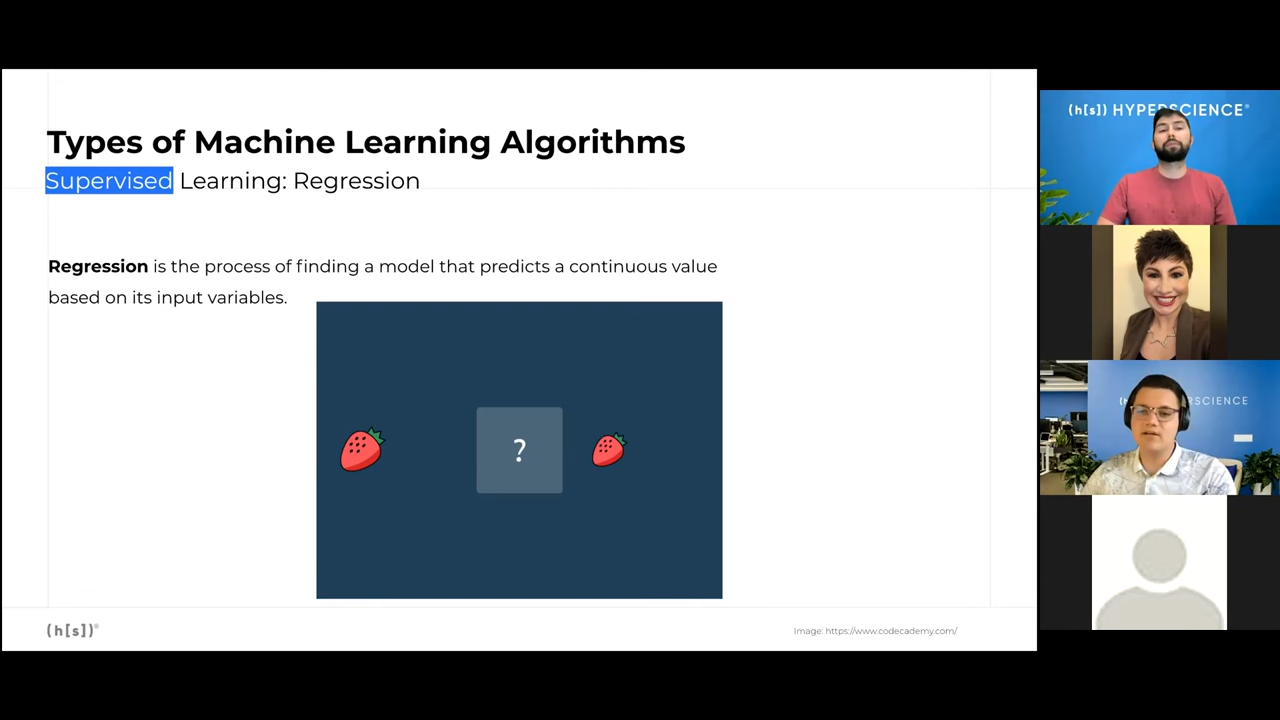 Types of Machine Learning Algorithms
Supervised Learning: Regression
Regression is the process of finding a model that predicts a continuous value
based on its input variables.
?
(h[s])®
Image: https://www.codecademy.com/
(h[s]) HYPERSCIENCE®
(h RSCIENCE